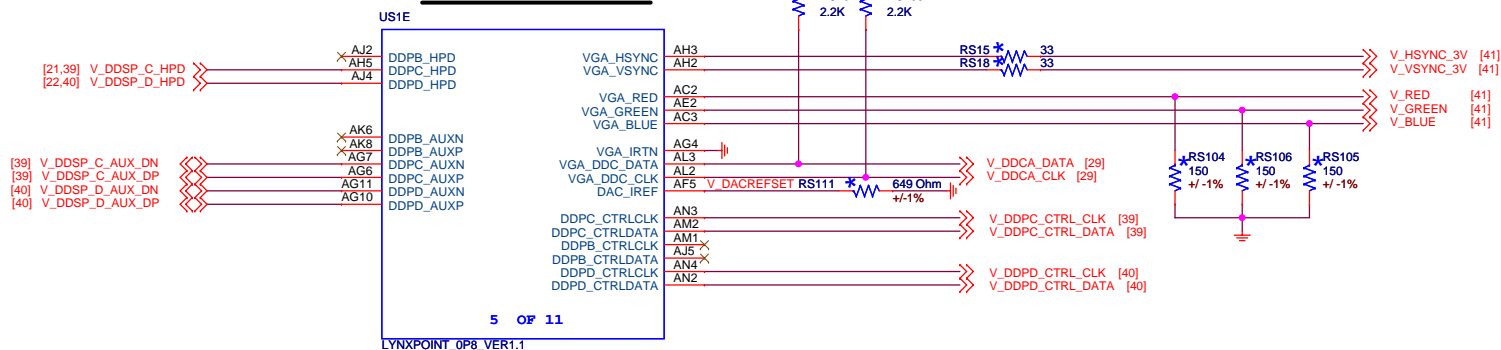 2.2K 2.2K
US1E
AJ2 DDPB_HPD VGA_HSYNC AH3 RS15 * 33 V_HSYNC_3V [41]
[21,39] V_DDSP_C_HPD AH5 DDPC_HPD VGA_VSYNC AH2 RS18 * 33 V_VSYNC_3V [41]
[22,40] V_DDSP_D_HPD AJ4 DDPD_HPD
VGA_RED AC2 V_RED [41]
VGA_GREEN AE2 V_GREEN [41]
VGA_BLUE AC3 V_BLUE [41]
AK6 DDPB_AUXN
AK8 DDPB_AUXP VGA_IRTN AG4
[39] V_DDSP_C_AUX_DN AG7 DDPC_AUXN VGA_DDC_DATA AL3 V_DDCA_DATA [29]
[39] V_DDSP_C_AUX_DP AG6 DDPC_AUXP VGA_DDC_CLK AL2 V_DDCA_CLK [29]
[40] V_DDSP_D_AUX_DN AG11 DDPD_AUXN DAC_IREF AF5 V_DACREFSET RS111 * 649 Ohm
+/-1%
[40] V_DDSP_D_AUX_DP AG10 DDPD_AUXP
*RS104 *RS106 *RS105
150 150 150
+/-1% +/-1% +/-1%
DDPC_CTRLCLK AN3 V_DDPC_CTRL_CLK [39]
DDPC_CTRLDATA AM2 V_DDPC_CTRL_DATA [39]
DDPB_CTRLCLK AM1
DDPB_CTRLDATA AJ5
DDPD_CTRLCLK AN4 V_DDPD_CTRL_CLK [40]
DDPD_CTRLDATA AN2 V_DDPD_CTRL_DATA [40]
5 OF 11
LYNXPOINT_0P8_VER1.1